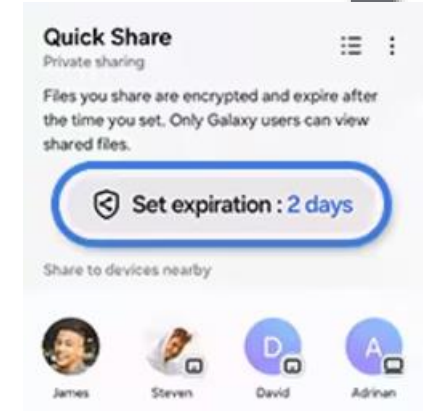 Quick Share
Private sharing
Files you share are encrypted and expire after
the time you set. Only Galaxy users can view
shared files.
Set expiration : 2 days
Share to devices nearby
D
A
James
Steven
David
Adrinan